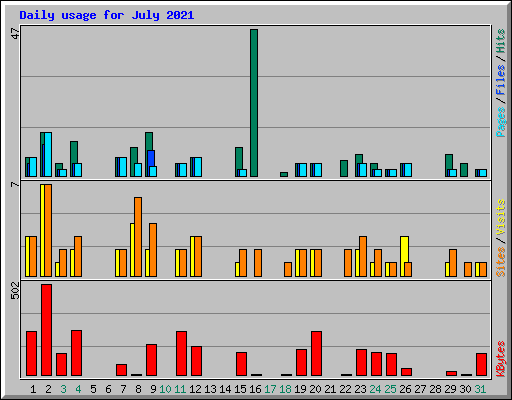 Daily usage for July 2021
47
Pages / Files / Hits
7
Sites / Visits
502
KBytes
1 2 3 4 5 6 7 8 9 10 11 12 13 14 15 16 17 18 19 20 21 22 23 24 25 26 27 28 29 30 31